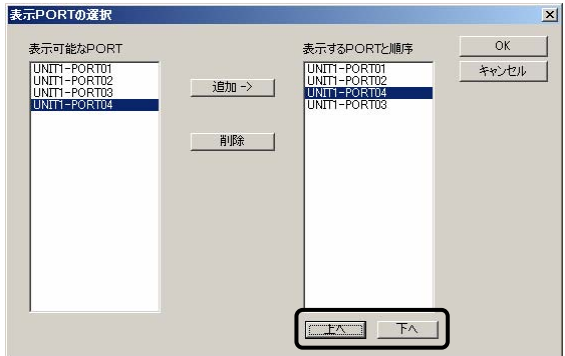 表示PORTの選択
表示可能なPORT
UNIT1-PORT01
UNIT1-PORT02
UNIT1-PORT03
UNIT1-PORT04
追加->
削除
表示するPORTと順序
UNIT1-PORT01
UNIT1-PORT02
UNIT1-PORT04
UNIT1-PORT03
上へ 下へ
OK
キャンセル